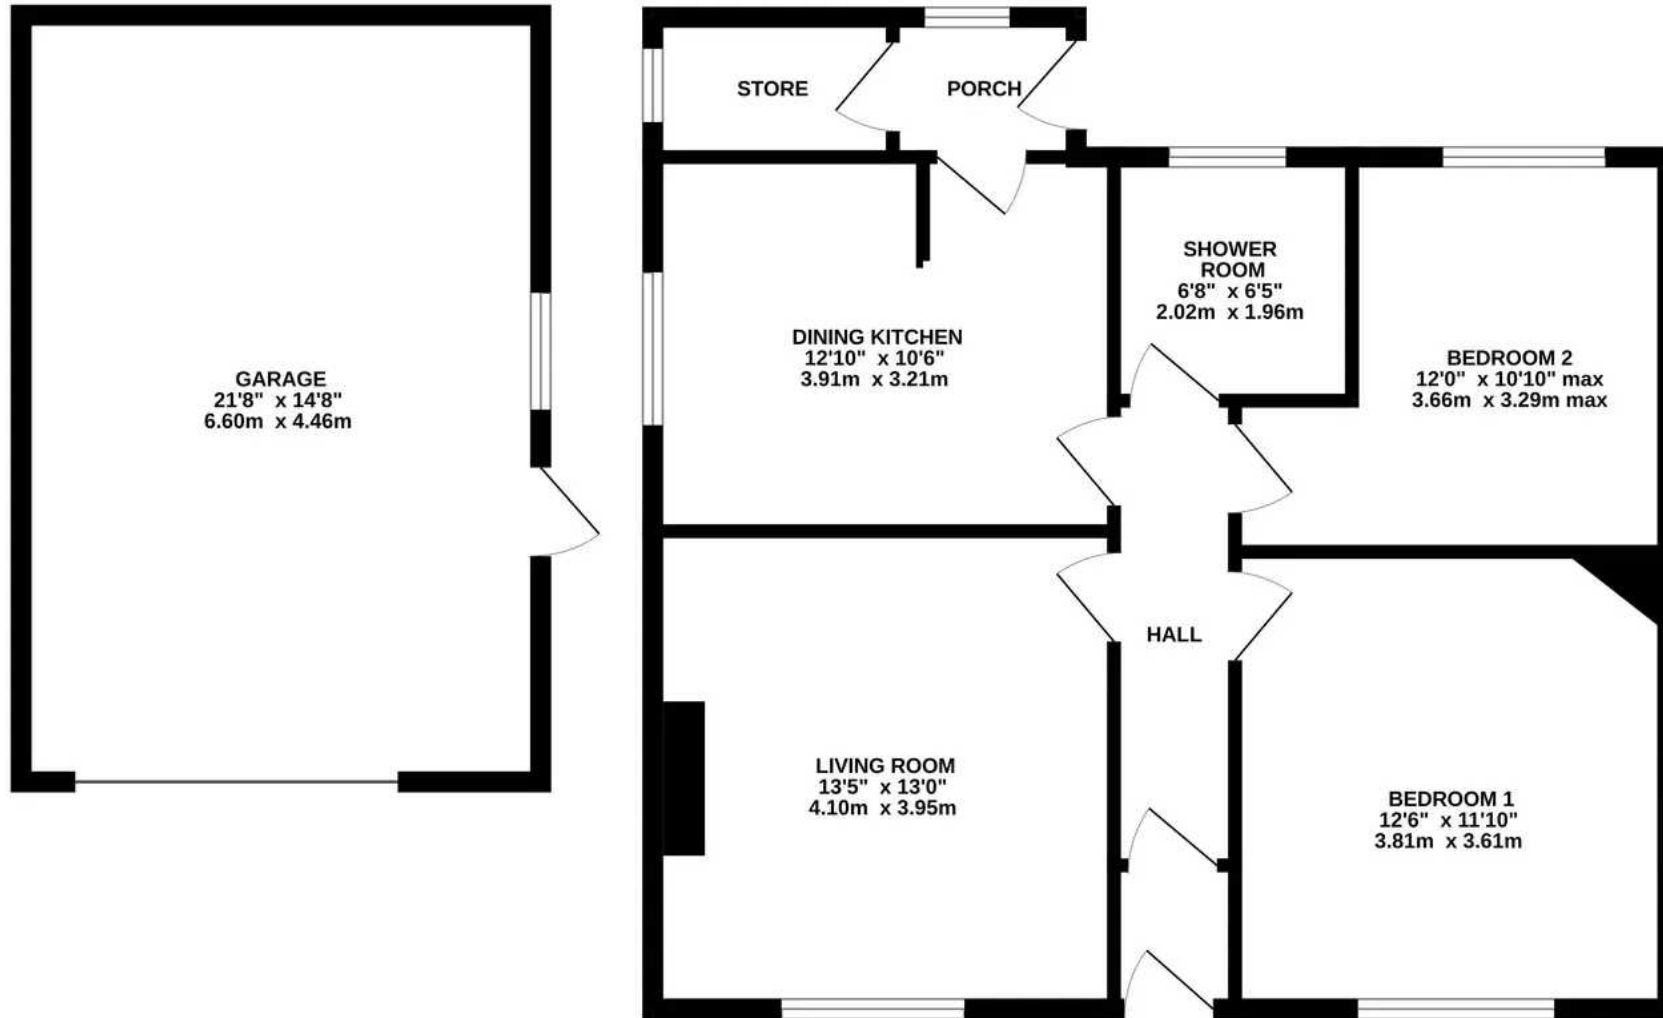 STORE
PORCH
SHOWER
ROOM
6'8" x 6'5"
2.02m x 1.96m
DINING KITCHEN
12'10" x 10'6"
3.91m x 3.21m
BEDROOM 2
12'0" x 10'10" max
3.66m x 3.29m max
GARAGE
21'8" x 14'8"
6.60m x 4.46m
HALL
LIVING ROOM
13'5" x 13'0"
4.10m x 3.95m
BEDROOM 1
12'6" x 11'10"
3.81m x 3.61m